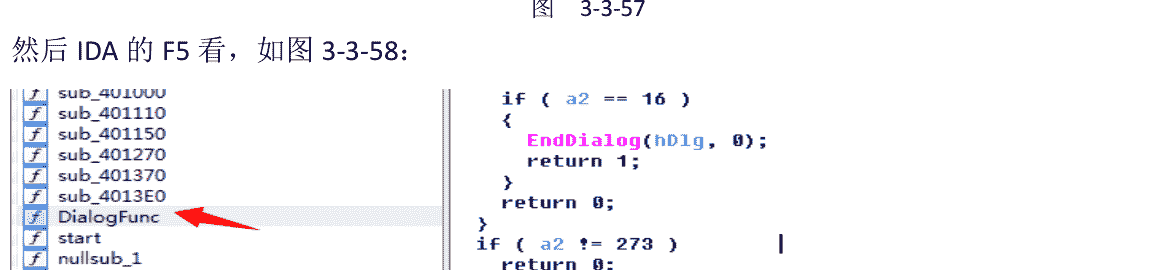 图 3-3-57
然后 IDA 的 F5 看，如图 3-3-58：
sub_401000
sub_401110
sub_401150
sub_401270
sub_401370
sub_4013E0
DialogFunc
start
nullsub_1
if ( a2 == 16 )
{
EndDialog(hDlg, 0);
return 1;
}
return 0;
}
if ( a2 != 273 )
return 0;